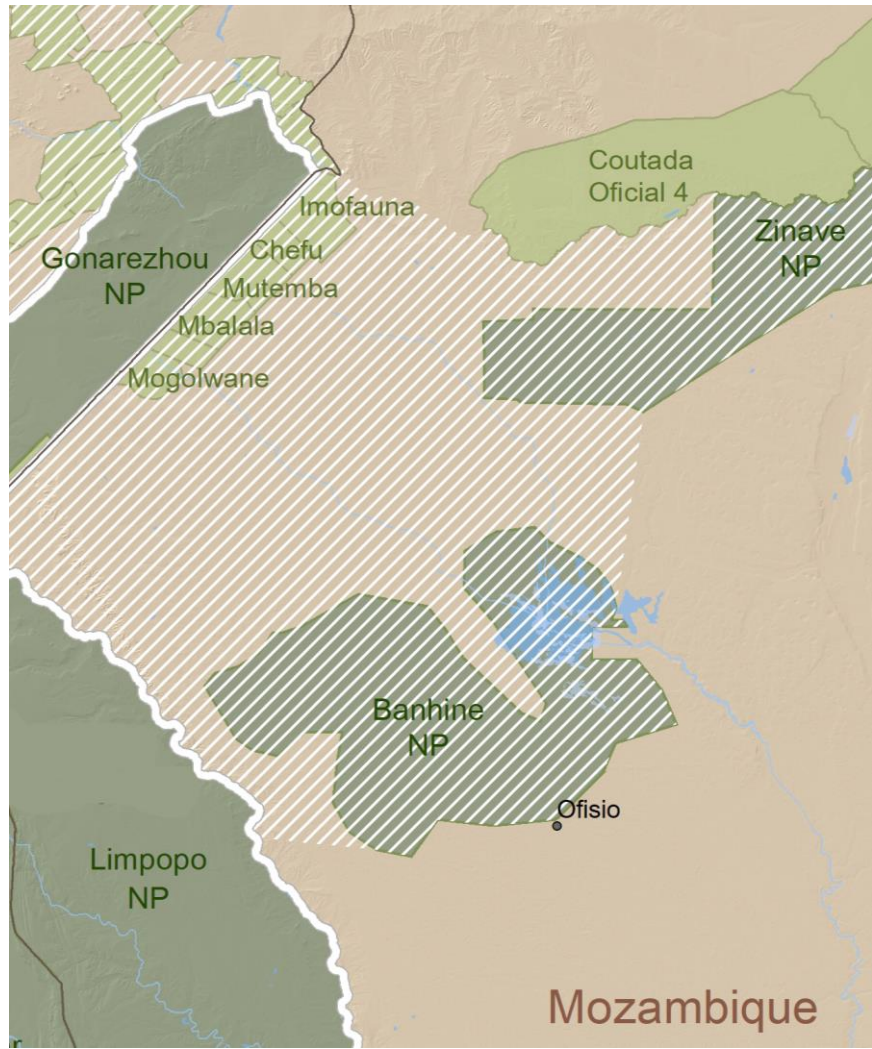 Coutada
Oficial 4
Imofauna
Zinave
NP
Chefu
Gonarezhou
NP
Mutemba
Mbalala
Mogolwane
Banhine
NP
Ofisio
Limpopo
NP
Mozambique
r